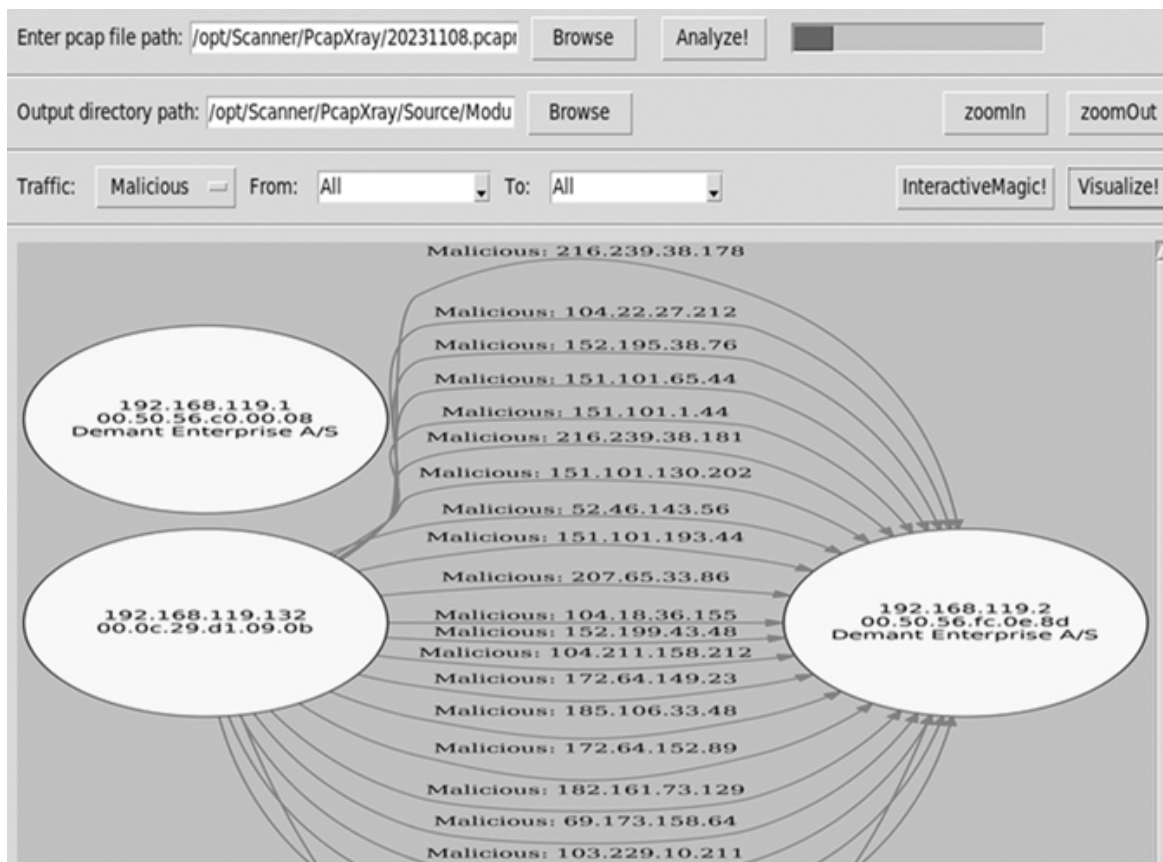 Enter pcap file path: /opt/Scanner/PcapXray/20231108.pcapr Browse Analyze!
Output directory path: /opt/Scanner/PcapXray/Source/Modu Browse zoomIn zoomOut
Traffic: Malicious From: All To: All InteractiveMagic! Visualize!
Malicious: 216.239.38.178
Malicious: 104.22.27.212
Malicious: 152.195.38.76
Malicious: 151.101.65.44
Malicious: 151.101.1.44
Malicious: 216.239.38.181
Malicious: 151.101.130.202
Malicious: 52.46.143.56
Malicious: 151.101.193.44
Malicious: 207.65.33.86
Malicious: 104.18.36.155
Malicious: 152.199.43.48
Malicious: 104.211.158.212
Malicious: 172.64.149.23
Malicious: 185.106.33.48
Malicious: 172.64.152.89
Malicious: 182.161.73.129
Malicious: 69.173.158.64
Malicious: 103.229.10.211
192.168.119.1
00.50.56.c0.00.08
Demant Enterprise A/S
192.168.119.132
00.0c.29.d1.09.0b
192.168.119.2
00.50.56.fc.0e.8d
Demant Enterprise A/S